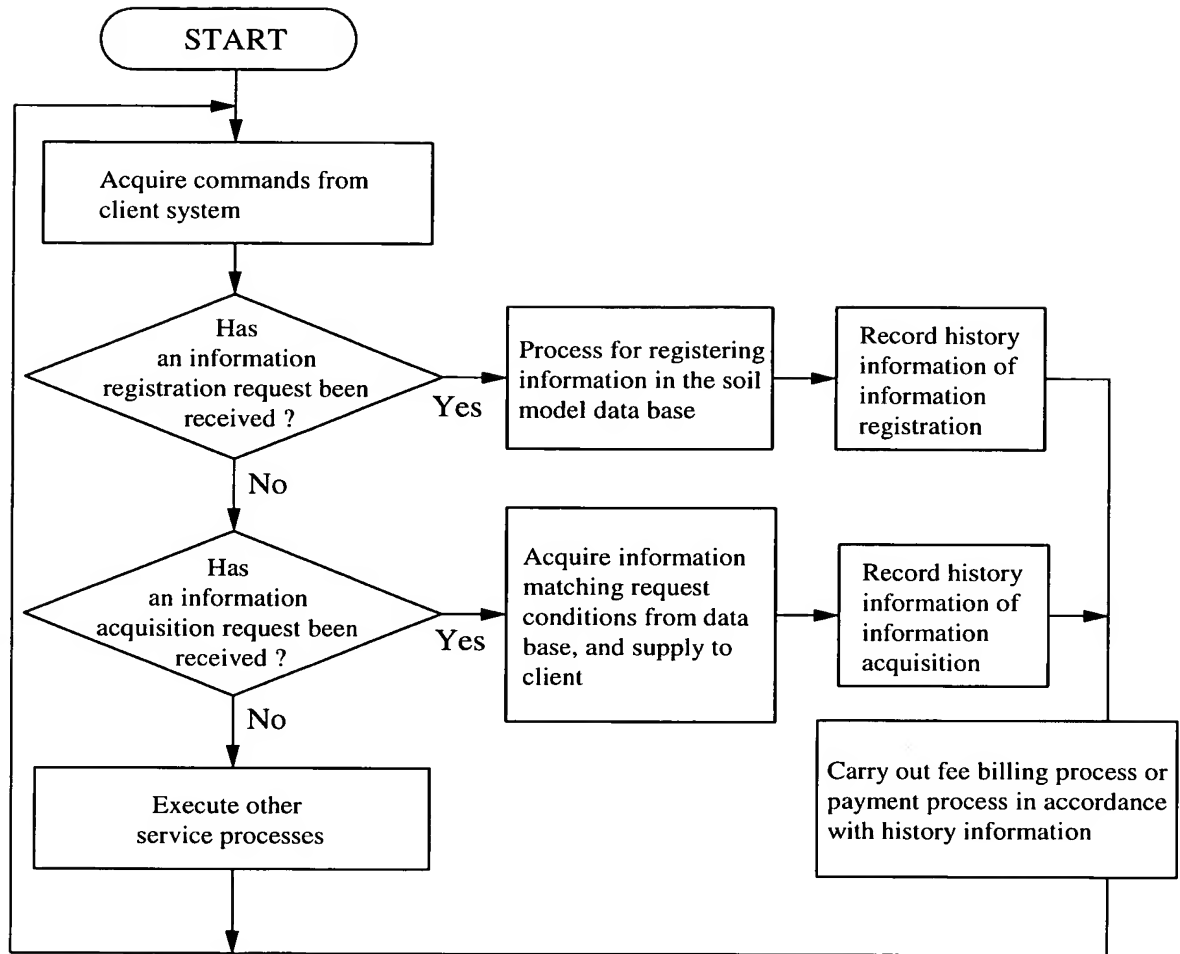 START
Acquire commands from
client system
Has
an information
registration request been
received ?
Yes
Process for registering
information in the soil
model data base
Record history
information of
information
registration
No
Has
an information
acquisition request been
received ?
Yes
Acquire information
matching request
conditions from data
base, and supply to
client
Record history
information of
information
acquisition
No
Execute other
service processes
Carry out fee billing process or
payment process in accordance
with history information